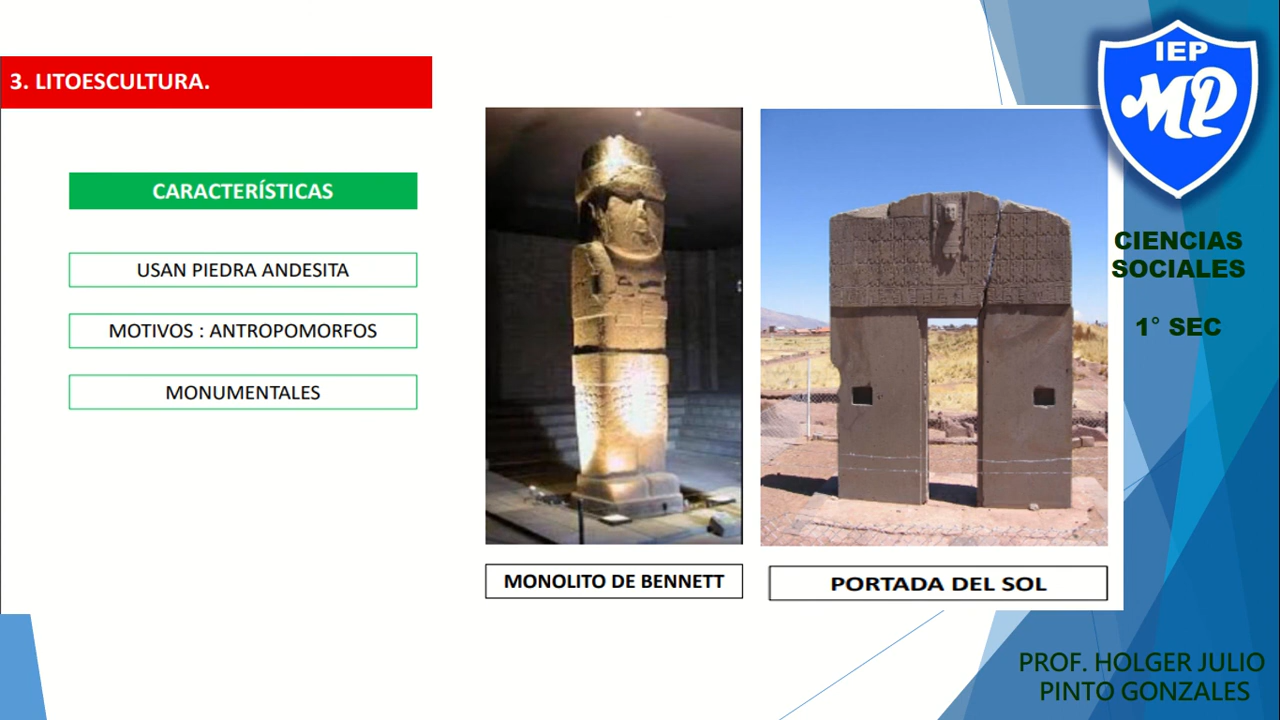 3. LITOESCULTURA.
CARACTERÍSTICAS
USAN PIEDRA ANDESITA
MOTIVOS : ANTROPOMORFOS
MONUMENTALES
MONOLITO DE BENNETT
PORTADA DEL SOL
IEP
MP
CIENCIAS
SOCIALES
1° SEC
PROF. HOLGER JULIO
PINTO GONZALES